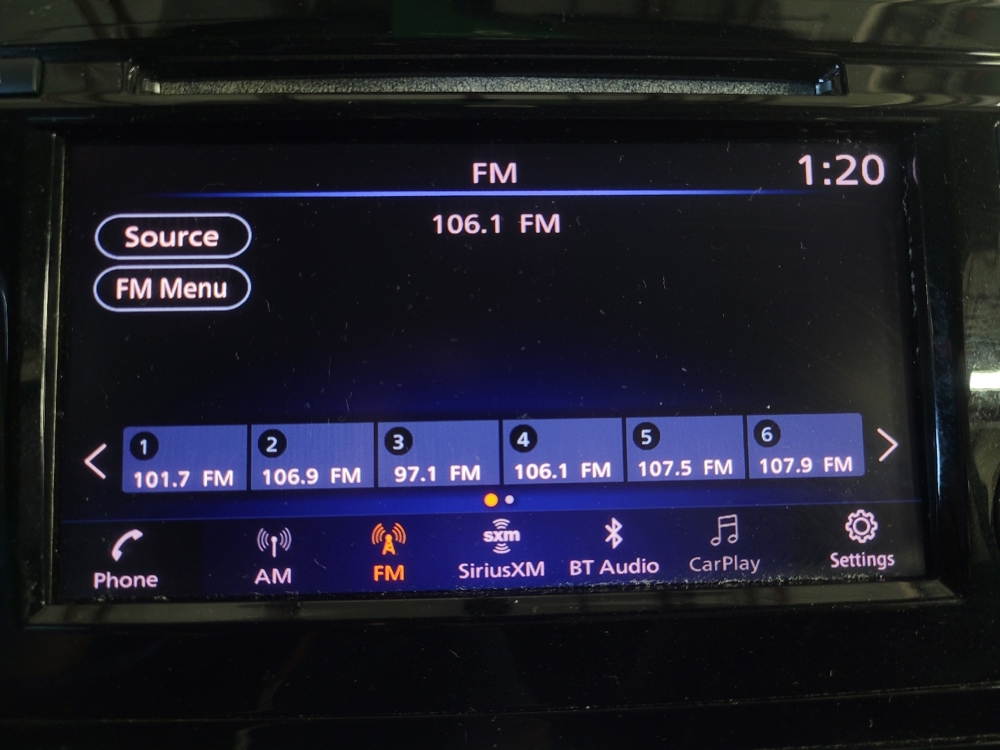 FM 1:20
106.1 FM
Source
FM Menu
1 2 3 4 5 6
101.7 FM 106.9 FM 97.1 FM 106.1 FM 107.5 FM 107.9 FM
sxm
Phone AM FM SiriusXM BT Audio CarPlay Settings